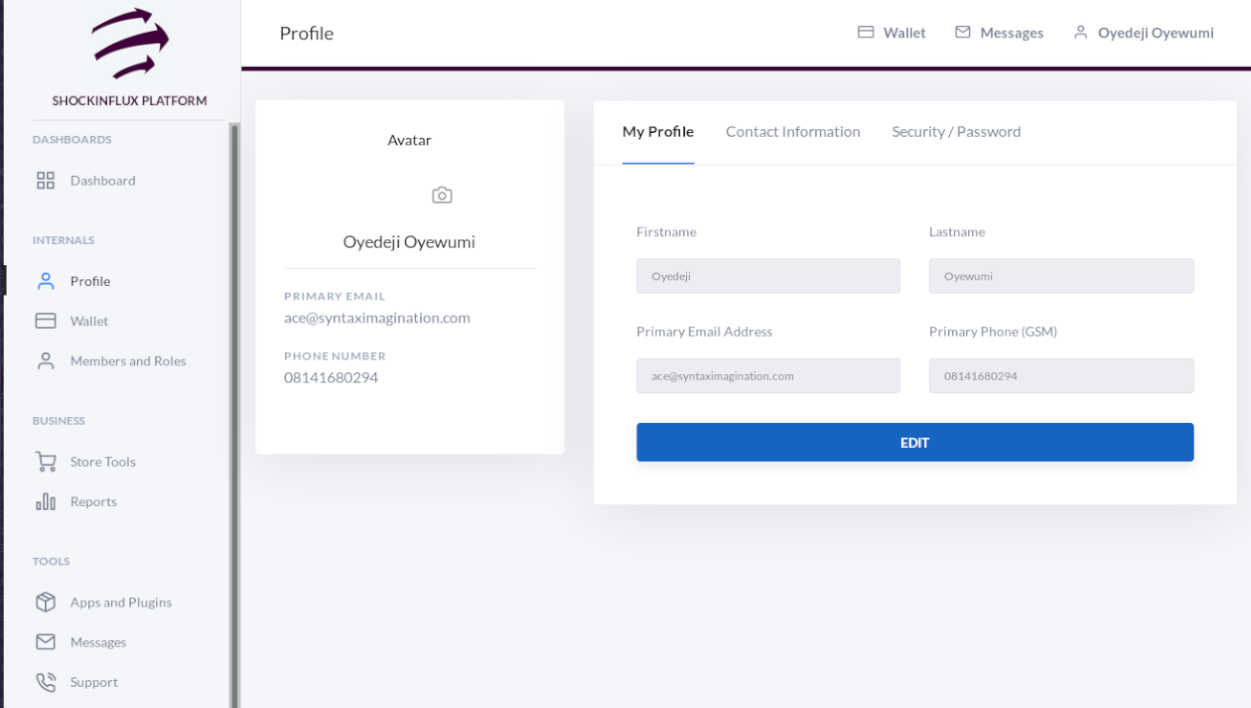 SHOCKINFLUX PLATFORM
DASHBOARDS
Dashboard
INTERNALS
Profile
Wallet
Members and Roles
BUSINESS
Store Tools
Reports
TOOLS
Apps and Plugins
Messages
Support
Profile
Wallet
Messages
Oyedeji Oyewumi
Avatar
Oyedeji Oyewumi
PRIMARY EMAIL
ace@syntaximagination.com
PHONE NUMBER
08141680294
My Profile
Contact Information
Security / Password
Firstname
Lastname
Oyedeji
Oyewumi
Primary Email Address
Primary Phone (GSM)
ace@syntaximagination.com
08141680294
EDIT